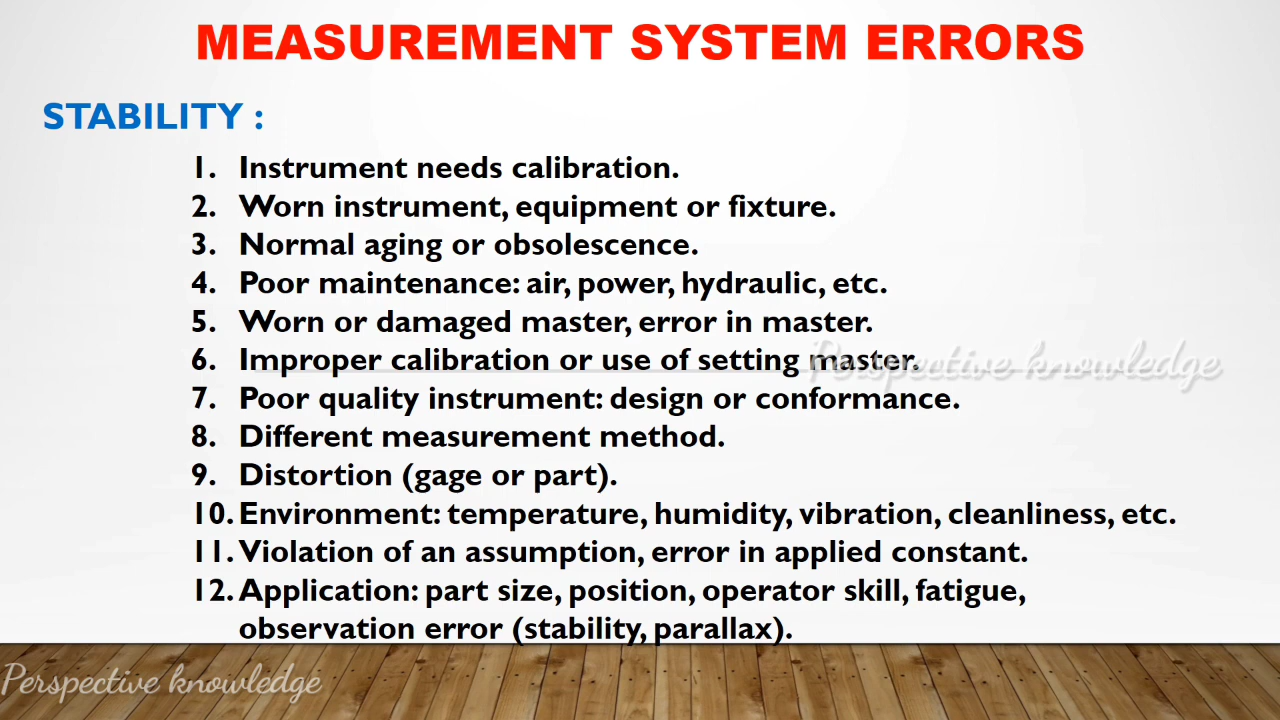 MEASUREMENT SYSTEM ERRORS
STABILITY :
1. Instrument needs calibration.
2. Worn instrument, equipment or fixture.
3. Normal aging or obsolescence.
4. Poor maintenance: air, power, hydraulic, etc.
5. Worn or damaged master, error in master.
6. Improper calibration or use of setting master.
Perspective knowledge
7. Poor quality instrument: design or conformance.
8. Different measurement method.
9. Distortion (gage or part).
10. Environment: temperature, humidity, vibration, cleanliness, etc.
11. Violation of an assumption, error in applied constant.
12. Application: part size, position, operator skill, fatigue,
observation error (stability, parallax).
Perspective knowledge